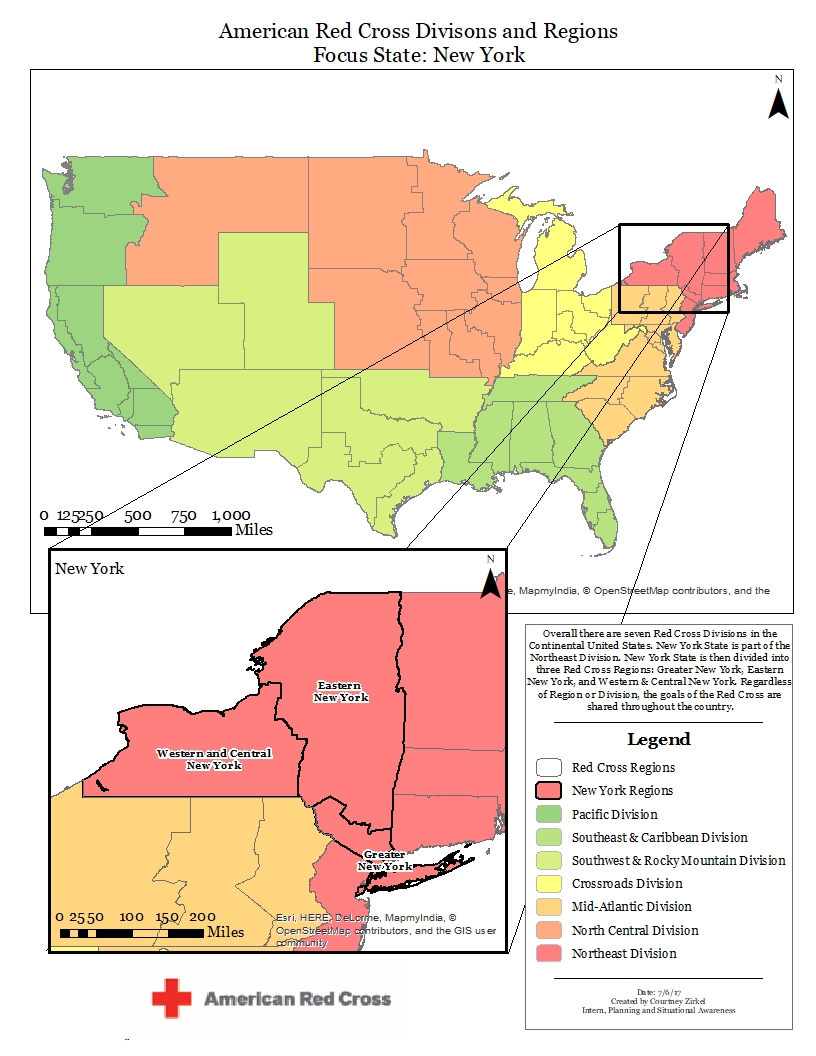 American Red Cross Divisons and Regions
Focus State: New York
N
0 125250 500 750 1,000
Miles
MapmyIndia, © OpenStreetMap contributors, and the
New York
N
Eastern
New York
Western and Central
New York
Greater
New York
0 2550 100 150 200
Miles
Esri, HERE, DeLorme, MapmyIndia, ©
OpenStreetMap contributors, and the GIS user
community
Overall there are seven Red Cross Divisions in the
Continental United States. New York State is part of the
Northeast Division. New York State is then divided into
three Red Cross Regions: Greater New York, Eastern
New York, and Western & Central New York. Regardless
of Region or Division, the goals of the Red Cross are
shared throughout the country.
Legend
Red Cross Regions
New York Regions
Pacific Division
Southeast & Caribbean Division
Southwest & Rocky Mountain Division
Crossroads Division
Mid-Atlantic Division
North Central Division
Northeast Division
Date: 7/6/17
Created by Courtney Zirkel
Intern, Planning and Situational Awareness
American Red Cross